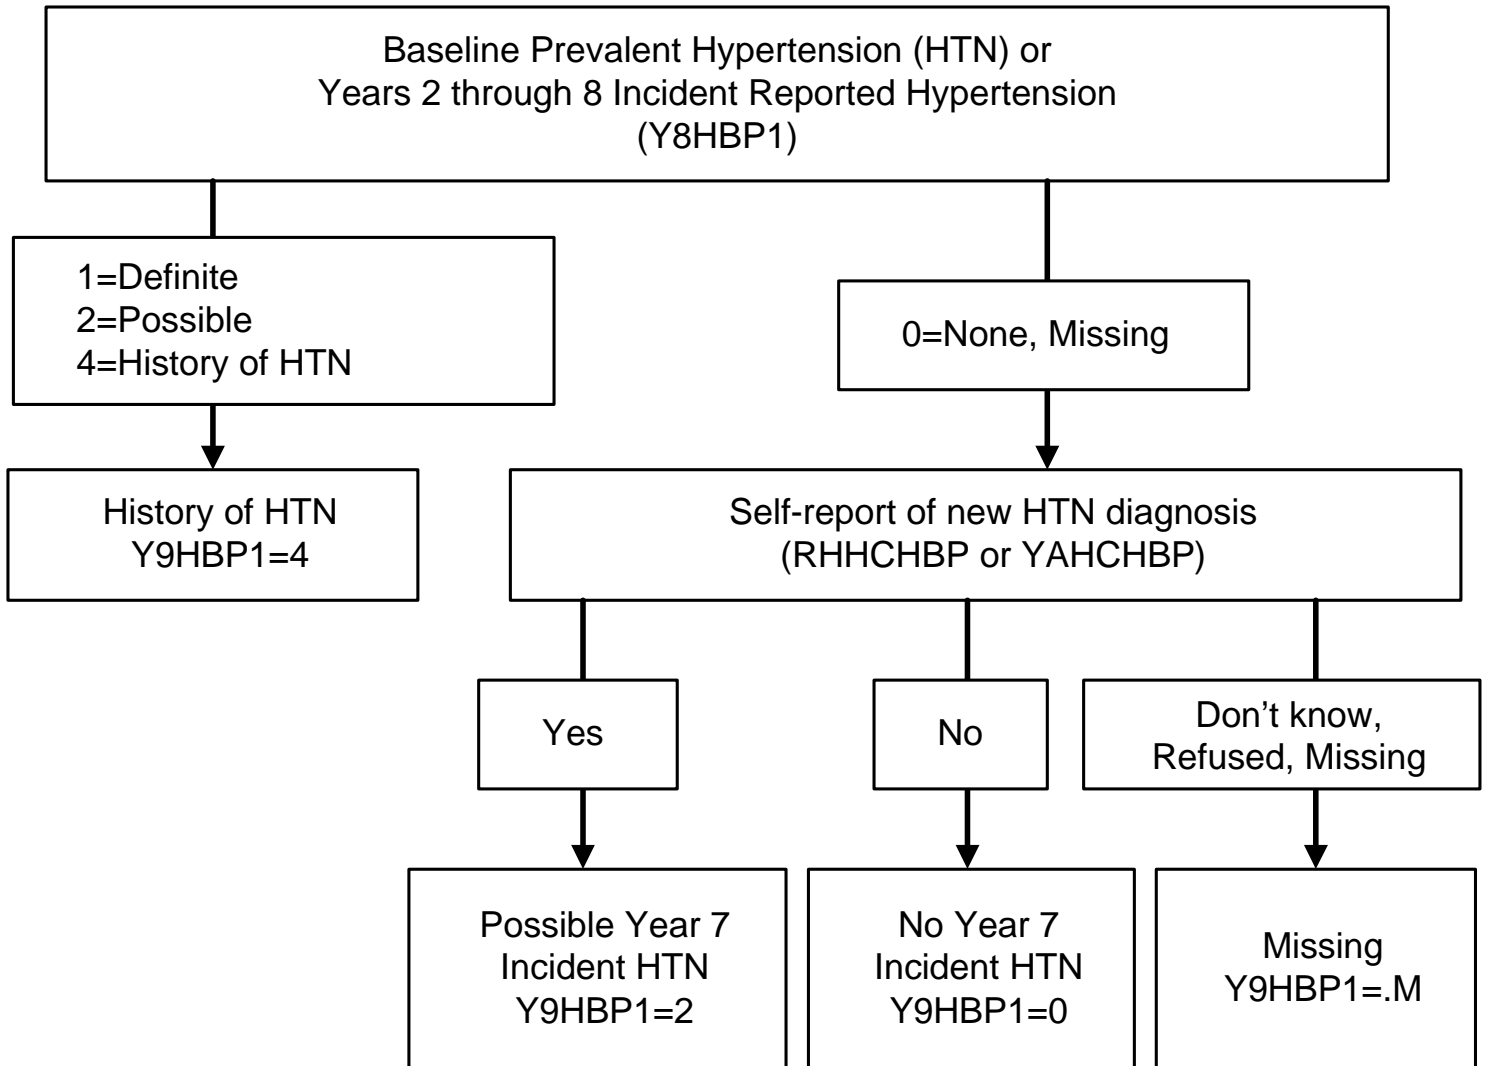 Baseline Prevalent Hypertension (HTN) or
Years 2 through 8 Incident Reported Hypertension
(Y8HBP1)
1=Definite
2=Possible
4=History of HTN
0=None, Missing
History of HTN
Y9HBP1=4
Self-report of new HTN diagnosis
(RHHCHBP or YAHCHBP)
Yes
No
Don’t know,
Refused, Missing
Possible Year 7
Incident HTN
Y9HBP1=2
No Year 7
Incident HTN
Y9HBP1=0
Missing
Y9HBP1=.M